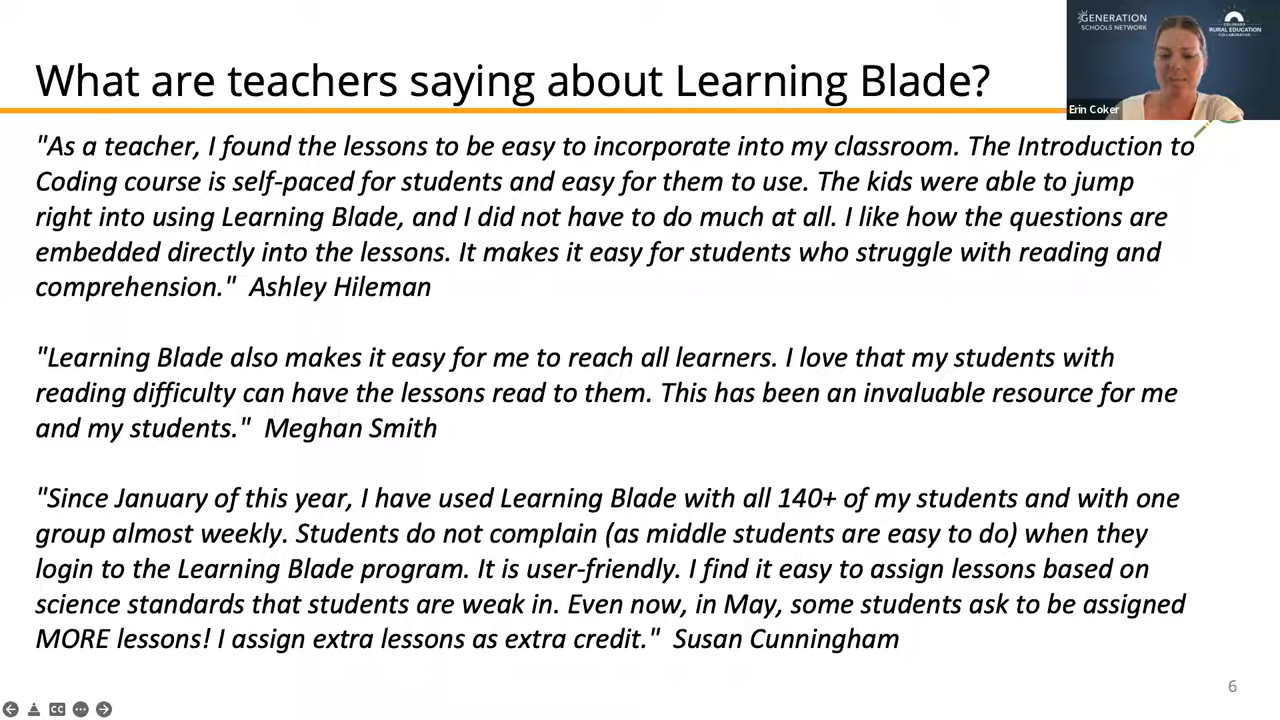 GENERATION
SCHOOLS NETWORK
COLORADO
RURAL EDUCATION
COLLABORATIVE
Erin Coker
What are teachers saying about Learning Blade?
"As a teacher, I found the lessons to be easy to incorporate into my classroom. The Introduction to
Coding course is self-paced for students and easy for them to use. The kids were able to jump
right into using Learning Blade, and I did not have to do much at all. I like how the questions are
embedded directly into the lessons. It makes it easy for students who struggle with reading and
comprehension."  Ashley Hileman
"Learning Blade also makes it easy for me to reach all learners. I love that my students with
reading difficulty can have the lessons read to them. This has been an invaluable resource for me
and my students."  Meghan Smith
"Since January of this year, I have used Learning Blade with all 140+ of my students and with one
group almost weekly. Students do not complain (as middle students are easy to do) when they
login to the Learning Blade program. It is user-friendly. I find it easy to assign lessons based on
science standards that students are weak in. Even now, in May, some students ask to be assigned
MORE lessons! I assign extra lessons as extra credit."  Susan Cunningham
6
CC